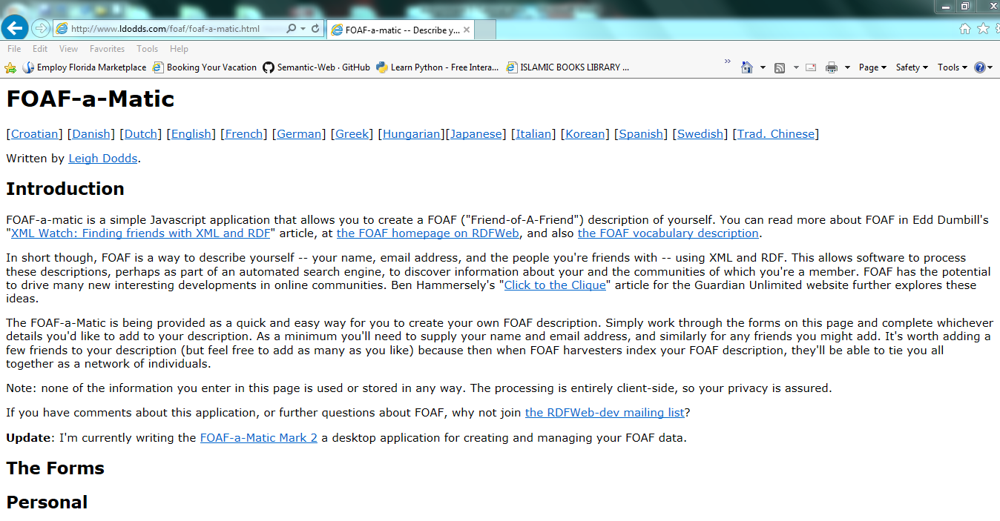 http://www.ldodds.com/foaf/foaf-a-matic.html
FOAF-a-matic -- Describe y...
File Edit View Favorites Tools Help
Employ Florida Marketplace Booking Your Vacation Semantic-Web · GitHub Learn Python - Free Intera... ISLAMIC BOOKS LIBRARY ... » Page Safety Tools
FOAF-a-Matic
[Croatian] [Danish] [Dutch] [English] [French] [German] [Greek] [Hungarian][Japanese] [Italian] [Korean] [Spanish] [Swedish] [Trad. Chinese]
Written by Leigh Dodds.
Introduction
FOAF-a-matic is a simple Javascript application that allows you to create a FOAF ("Friend-of-A-Friend") description of yourself. You can read more about FOAF in Edd Dumbill's
"XML Watch: Finding friends with XML and RDF" article, at the FOAF homepage on RDFWeb, and also the FOAF vocabulary description.
In short though, FOAF is a way to describe yourself -- your name, email address, and the people you're friends with -- using XML and RDF. This allows software to process
these descriptions, perhaps as part of an automated search engine, to discover information about your and the communities of which you're a member. FOAF has the potential
to drive many new interesting developments in online communities. Ben Hammersely's "Click to the Clique" article for the Guardian Unlimited website further explores these
ideas.
The FOAF-a-Matic is being provided as a quick and easy way for you to create your own FOAF description. Simply work through the forms on this page and complete whichever
details you'd like to add to your description. As a minimum you'll need to supply your name and email address, and similarly for any friends you might add. It's worth adding a
few friends to your description (but feel free to add as many as you like) because then when FOAF harvesters index your FOAF description, they'll be able to tie you all
together as a network of individuals.
Note: none of the information you enter in this page is used or stored in any way. The processing is entirely client-side, so your privacy is assured.
If you have comments about this application, or further questions about FOAF, why not join the RDFWeb-dev mailing list?
Update: I'm currently writing the FOAF-a-Matic Mark 2 a desktop application for creating and managing your FOAF data.
The Forms
Personal